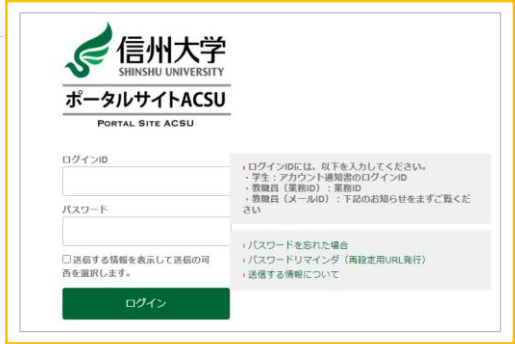 信州大学
SHINSHU UNIVERSITY
ポータルサイトACSU
PORTAL SITE ACSU
ログインID
パスワード
送信する情報を表示して送信の可
否を選択します。
ログイン
›ログインIDには、以下を入力してください。
・学生：アカウント通知書のログインID
・教職員（業務ID）：業務ID
・教職員（メールID）：下記のお知らせをまずご覧くだ
さい
›パスワードを忘れた場合
›パスワードリマインダ（再設定用URL発行）
›送信する情報について